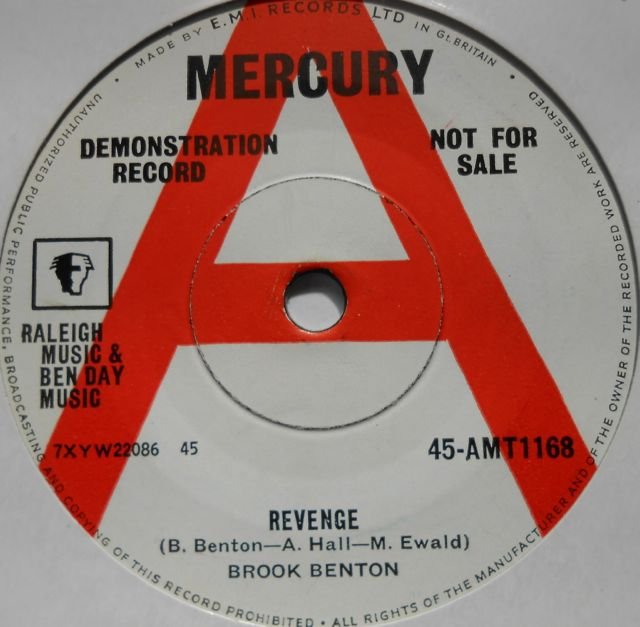 MADE BY E.M.I. RECORDS LTD IN Gt. BRITAIN
MERCURY
DEMONSTRATION
RECORD
NOT FOR
SALE
A
RALEIGH
MUSIC &
BEN DAY
MUSIC
7XYW22086 45
45-AMT1168
REVENGE
(B. Benton—A. Hall—M. Ewald)
BROOK BENTON
UNAUTHORIZED PUBLIC PERFORMANCE, BROADCASTING AND COPYING OF THIS RECORD PROHIBITED • ALL RIGHTS OF THE MANUFACTURER AND OF THE OWNER OF THE RECORDED WORK ARE RESERVED